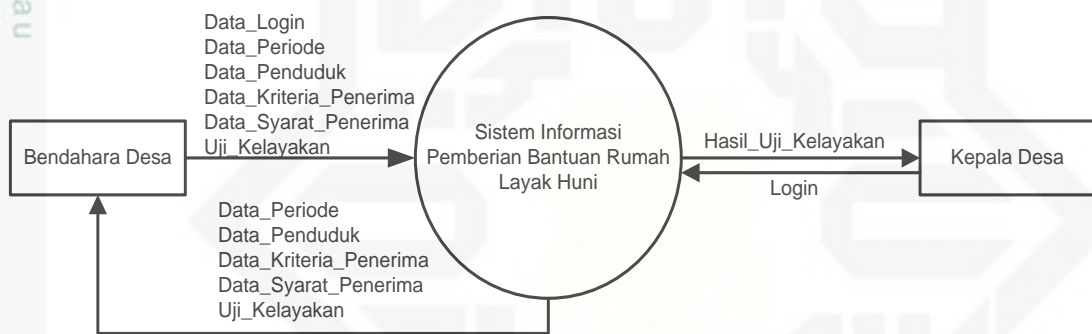 au
Data_Login
Data_Periode
Data_Penduduk
Data_Kriteria_Penerima
Data_Syarat_Penerima
Uji_Kelayakan
Bendahara Desa
Sistem Informasi
Pemberian Bantuan Rumah
Layak Huni
Hasil_Uji_Kelayakan
Login
Kepala Desa
Data_Periode
Data_Penduduk
Data_Kriteria_Penerima
Data_Syarat_Penerima
Uji_Kelayakan